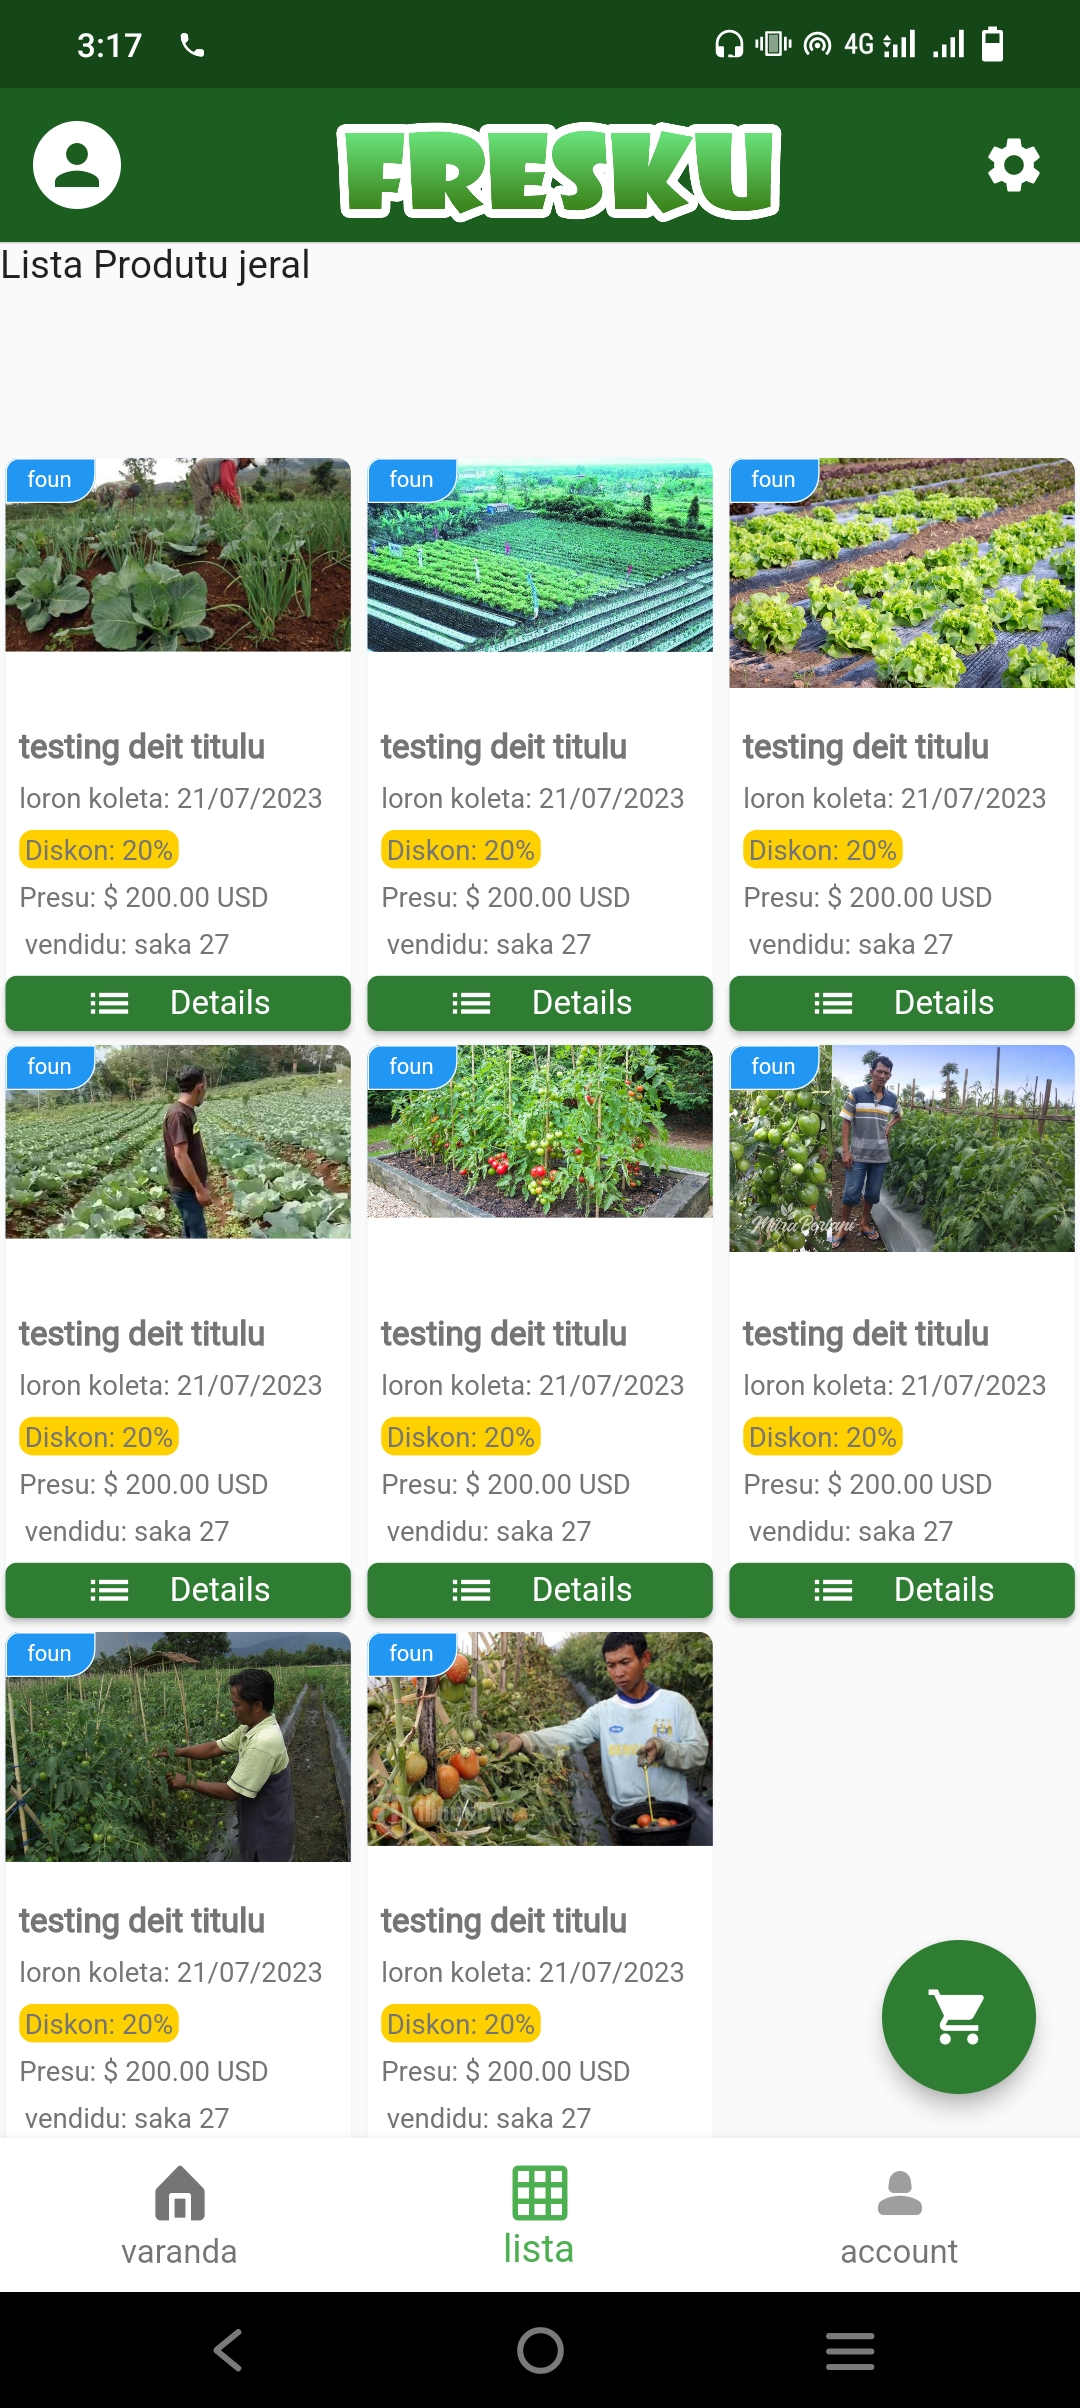 3:17
4G
FRESKU
Lista Produtu jeral
foun
foun
foun
testing deit titulu
testing deit titulu
testing deit titulu
loron koleta: 21/07/2023
loron koleta: 21/07/2023
loron koleta: 21/07/2023
Diskon: 20%
Diskon: 20%
Diskon: 20%
Presu: $ 200.00 USD
Presu: $ 200.00 USD
Presu: $ 200.00 USD
vendidu: saka 27
vendidu: saka 27
vendidu: saka 27
Details
Details
Details
foun
foun
foun
Mitra Bertani
testing deit titulu
testing deit titulu
testing deit titulu
loron koleta: 21/07/2023
loron koleta: 21/07/2023
loron koleta: 21/07/2023
Diskon: 20%
Diskon: 20%
Diskon: 20%
Presu: $ 200.00 USD
Presu: $ 200.00 USD
Presu: $ 200.00 USD
vendidu: saka 27
vendidu: saka 27
vendidu: saka 27
Details
Details
Details
foun
foun
testing deit titulu
testing deit titulu
loron koleta: 21/07/2023
loron koleta: 21/07/2023
Diskon: 20%
Diskon: 20%
Presu: $ 200.00 USD
Presu: $ 200.00 USD
vendidu: saka 27
vendidu: saka 27
varanda
lista
account